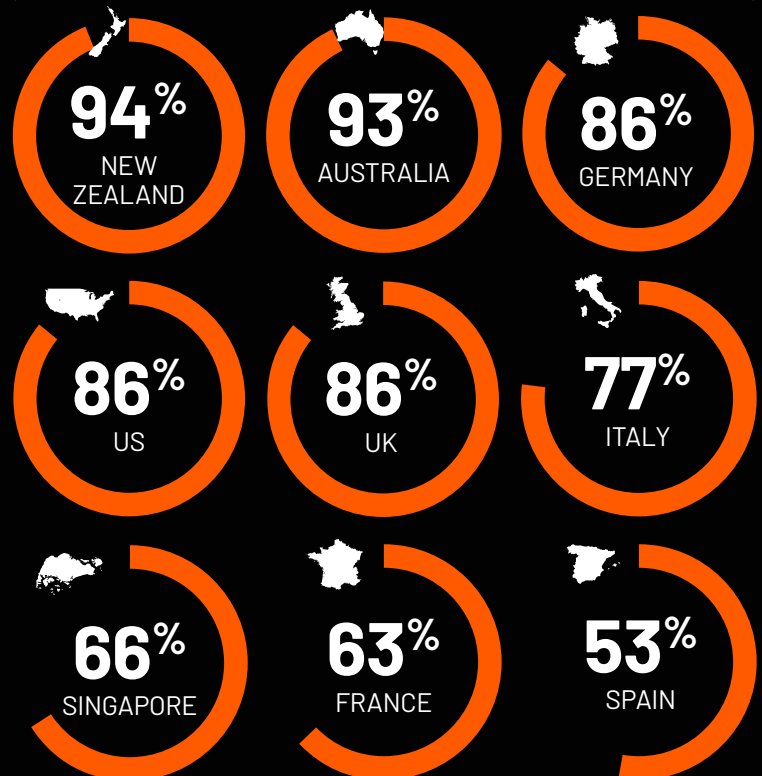 94%
NEW
ZEALAND
93%
AUSTRALIA
86%
GERMANY
86%
US
86%
UK
77%
ITALY
66%
SINGAPORE
63%
FRANCE
53%
SPAIN